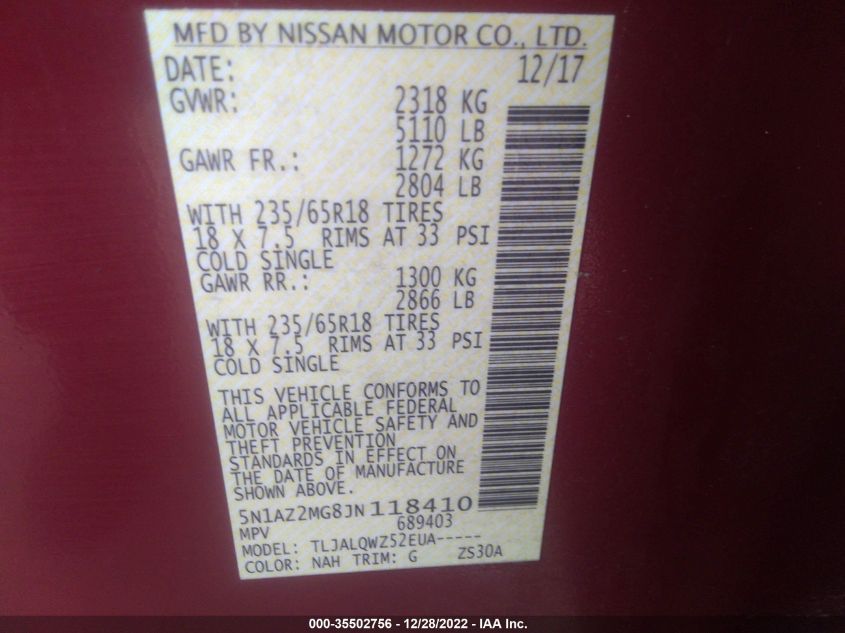 MFD BY NISSAN MOTOR CO., LTD.
DATE: 12/17
GVWR: 2318 KG
5110 LB
GAWR FR.: 1272 KG
2804 LB
WITH 235/65R18 TIRES
18 X 7.5 RIMS AT 33 PSI
COLD SINGLE
GAWR RR.: 1300 KG
2866 LB
WITH 235/65R18 TIRES
18 X 7.5 RIMS AT 33 PSI
COLD SINGLE
THIS VEHICLE CONFORMS TO
ALL APPLICABLE FEDERAL
MOTOR VEHICLE SAFETY AND
THEFT PREVENTION
STANDARDS IN EFFECT ON
THE DATE OF MANUFACTURE
SHOWN ABOVE.
5N1AZ2MG8JN118410
MPV 689403
MODEL: TLJALQWZ52EUA-----
COLOR: NAH TRIM: G ZS30A
000-35502756 - 12/28/2022 - IAA Inc.